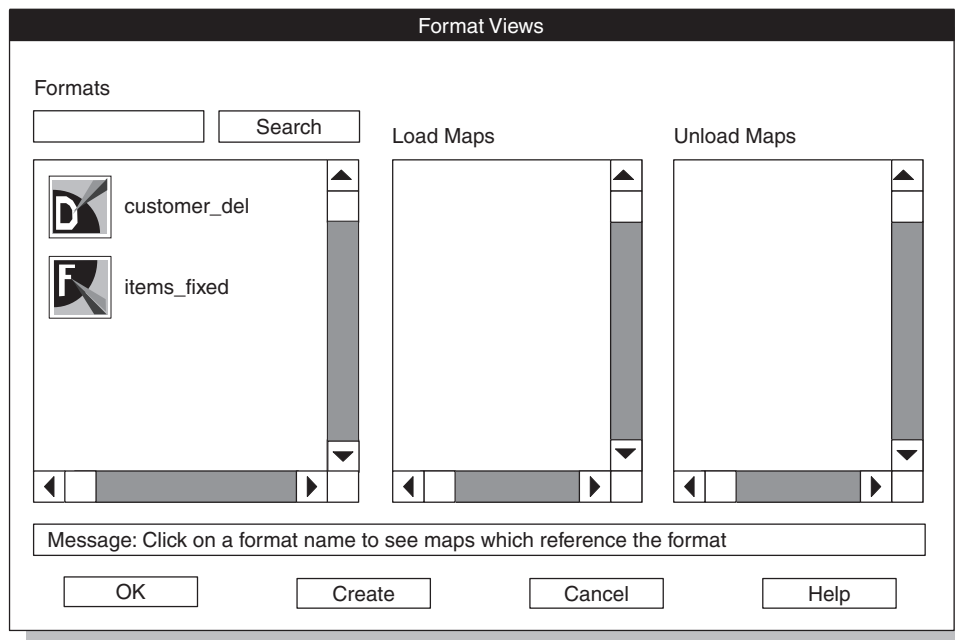 Format Views
Formats
Search
Load Maps
Unload Maps
D
customer_del
F
items_fixed
Message: Click on a format name to see maps which reference the format
OK
Create
Cancel
Help